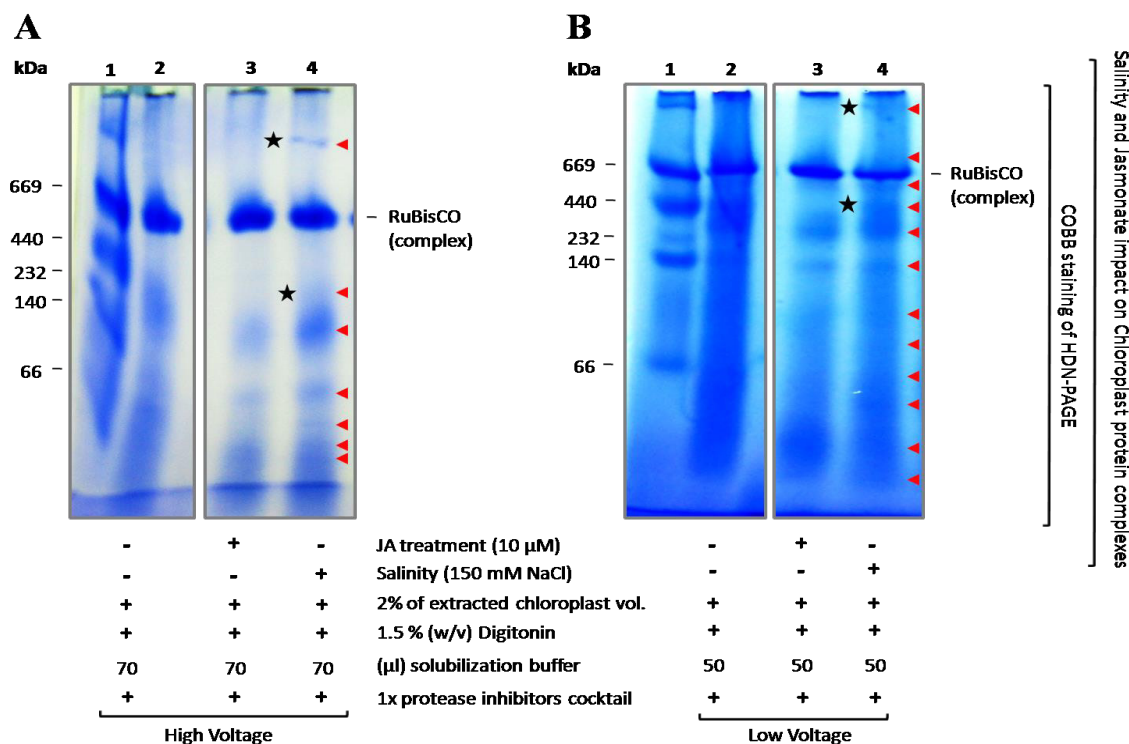 A
kDa
1 2 3 4
669
440
232
140
66
RuBisCO
(complex)
B
kDa
1 2 3 4
669
440
232
140
66
RuBisCO
(complex)
COBB staining of HDN-PAGE
Salinity and Jasmonate impact on Chloroplast protein complexes
- + - JA treatment (10 µM) - + -
- - + Salinity (150 mM NaCl) - - +
+ + + 2% of extracted chloroplast vol. + + +
+ + + 1.5 % (w/v) Digitonin + + +
70 70 70 (µl) solubilization buffer 50 50 50
+ + + 1x protease inhibitors cocktail + + +
High Voltage Low Voltage